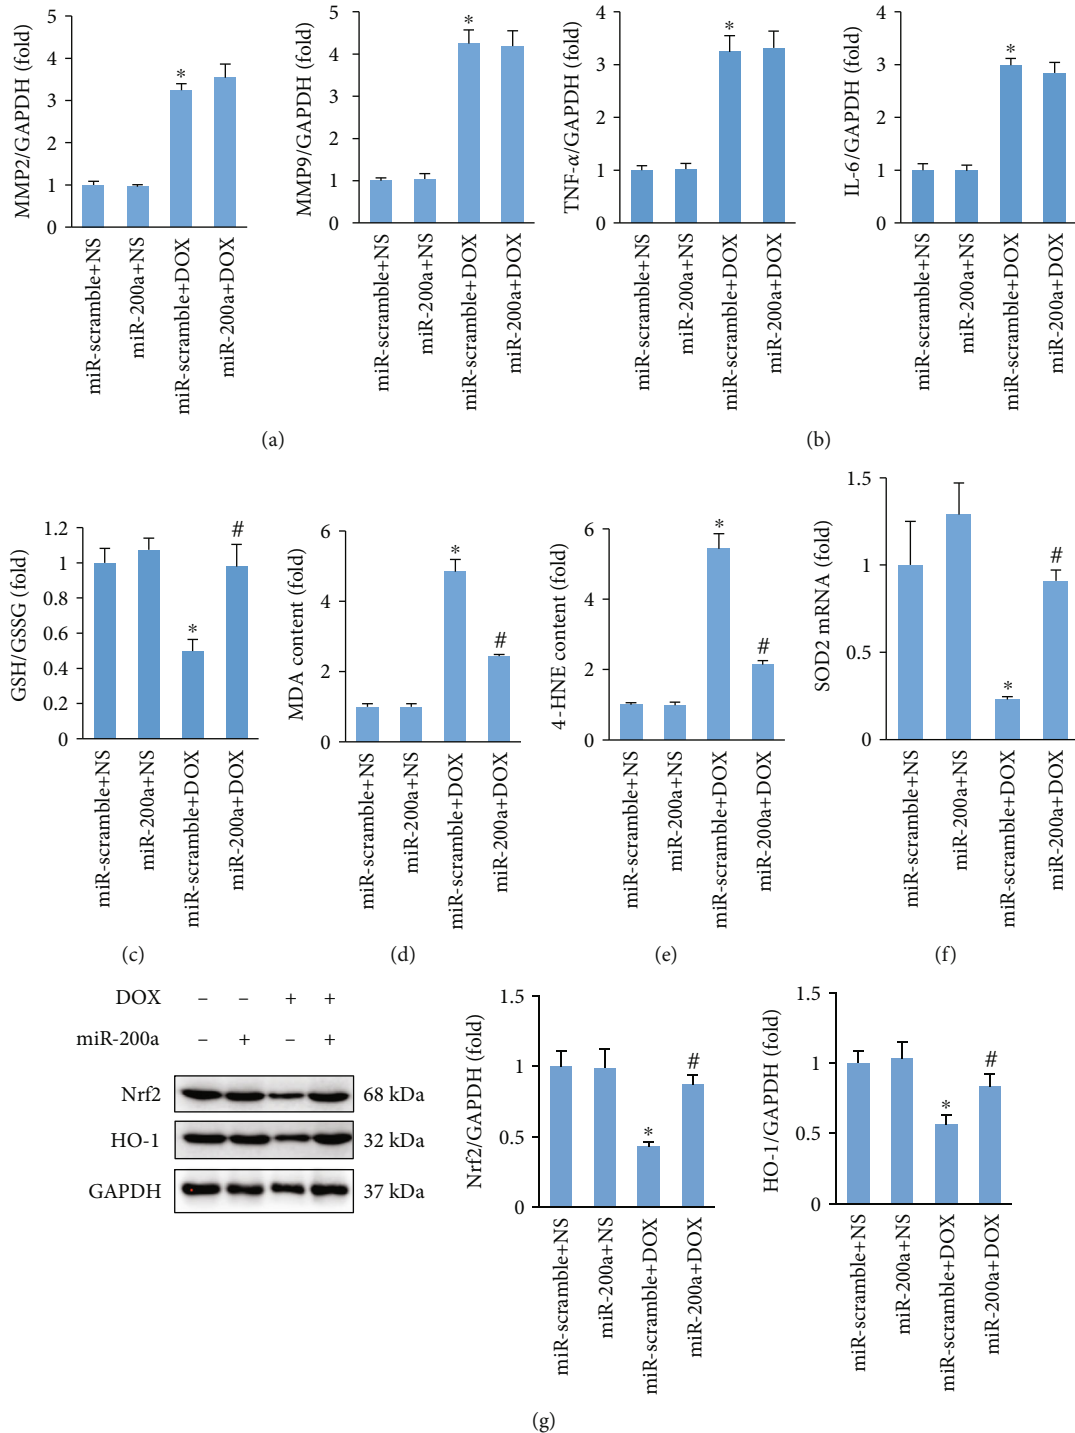 MMP2/GAPDH (fold)
5
4
3
2
1
0
*
miR-scramble+NS
miR-200a+NS
miR-scramble+DOX
miR-200a+DOX
MMP9/GAPDH (fold)
5
4
3
2
1
0
*
miR-scramble+NS
miR-200a+NS
miR-scramble+DOX
miR-200a+DOX
(a)
TNF-α/GAPDH (fold)
4
3
2
1
0
*
miR-scramble+NS
miR-200a+NS
miR-scramble+DOX
miR-200a+DOX
IL-6/GAPDH (fold)
4
3
2
1
0
*
miR-scramble+NS
miR-200a+NS
miR-scramble+DOX
miR-200a+DOX
(b)
GSH/GSSG (fold)
1.2
1
0.8
0.6
0.4
0.2
0
*
#
miR-scramble+NS
miR-200a+NS
miR-scramble+DOX
miR-200a+DOX
(c)
MDA content (fold)
6
4
2
0
*
#
miR-scramble+NS
miR-200a+NS
miR-scramble+DOX
miR-200a+DOX
(d)
4-HNE content (fold)
6
4
2
0
*
#
miR-scramble+NS
miR-200a+NS
miR-scramble+DOX
miR-200a+DOX
(e)
SOD2 mRNA (fold)
1.5
1
0.5
0
*
#
miR-scramble+NS
miR-200a+NS
miR-scramble+DOX
miR-200a+DOX
(f)
DOX – – + +
miR-200a – + – +
Nrf2 68 kDa
HO-1 32 kDa
GAPDH 37 kDa
Nrf2/GAPDH (fold)
1.5
1
0.5
0
*
#
miR-scramble+NS
miR-200a+NS
miR-scramble+DOX
miR-200a+DOX
HO-1/GAPDH (fold)
1.5
1
0.5
0
*
#
miR-scramble+NS
miR-200a+NS
miR-scramble+DOX
miR-200a+DOX
(g)